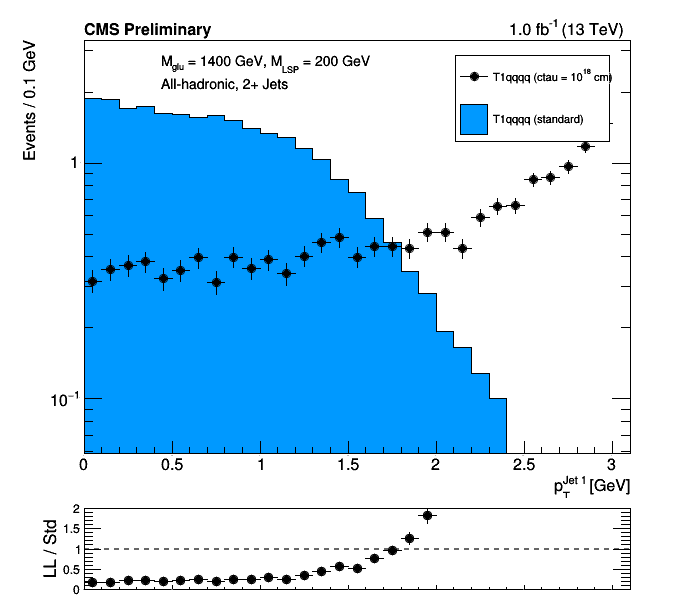 CMS Preliminary 1.0 fb⁻¹ (13 TeV)
M_glu = 1400 GeV, M_LSP = 200 GeV
All-hadronic, 2+ Jets
T1qqqq (ctau = 10¹⁸ cm)
T1qqqq (standard)
Events / 0.1 GeV
1
10⁻¹
0 0.5 1 1.5 2 2.5 3
p_T^Jet 1 [GeV]
LL / Std
2
1.5
1
0.5
0